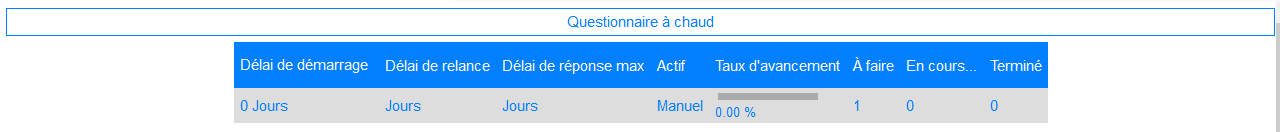 Questionnaire à chaud
Délai de démarrage Délai de relance Délai de réponse max Actif Taux d'avancement À faire En cours... Terminé
0 Jours Jours Jours Manuel 0.00 % 1 0 0